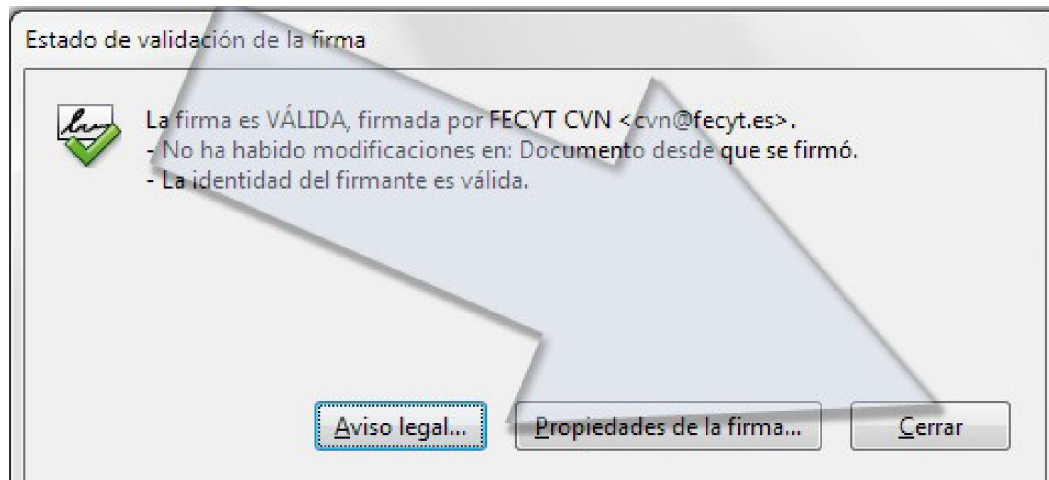 Estado de validación de la firma
La firma es VÁLIDA, firmada por FECYT CVN <cvn@fecyt.es>.
- No ha habido modificaciones en: Documento desde que se firmó.
- La identidad del firmante es válida.
Aviso legal... Propiedades de la firma... Cerrar